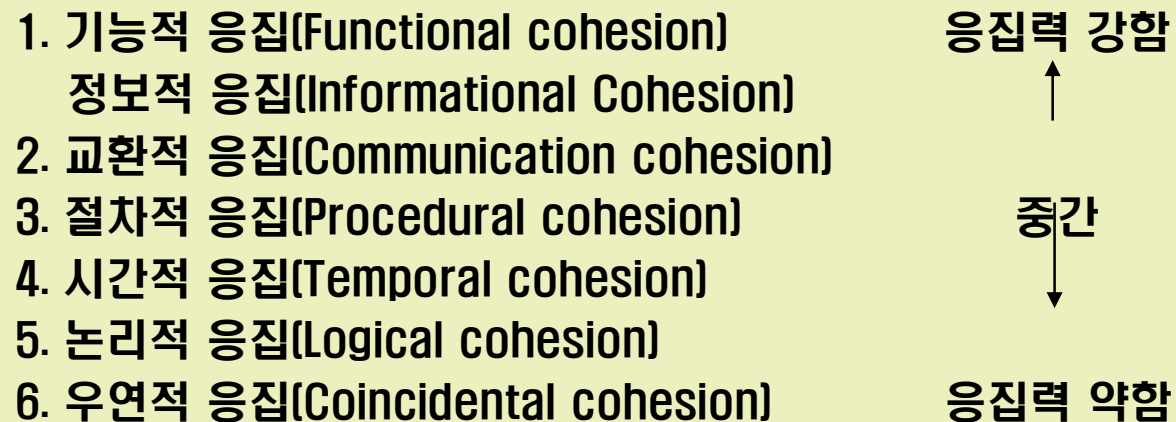 1. 기능적 응집(Functional cohesion) 응집력 강함
정보적 응집(Informational Cohesion)
2. 교환적 응집(Communication cohesion)
3. 절차적 응집(Procedural cohesion) 중간
4. 시간적 응집(Temporal cohesion)
5. 논리적 응집(Logical cohesion)
6. 우연적 응집(Coincidental cohesion) 응집력 약함